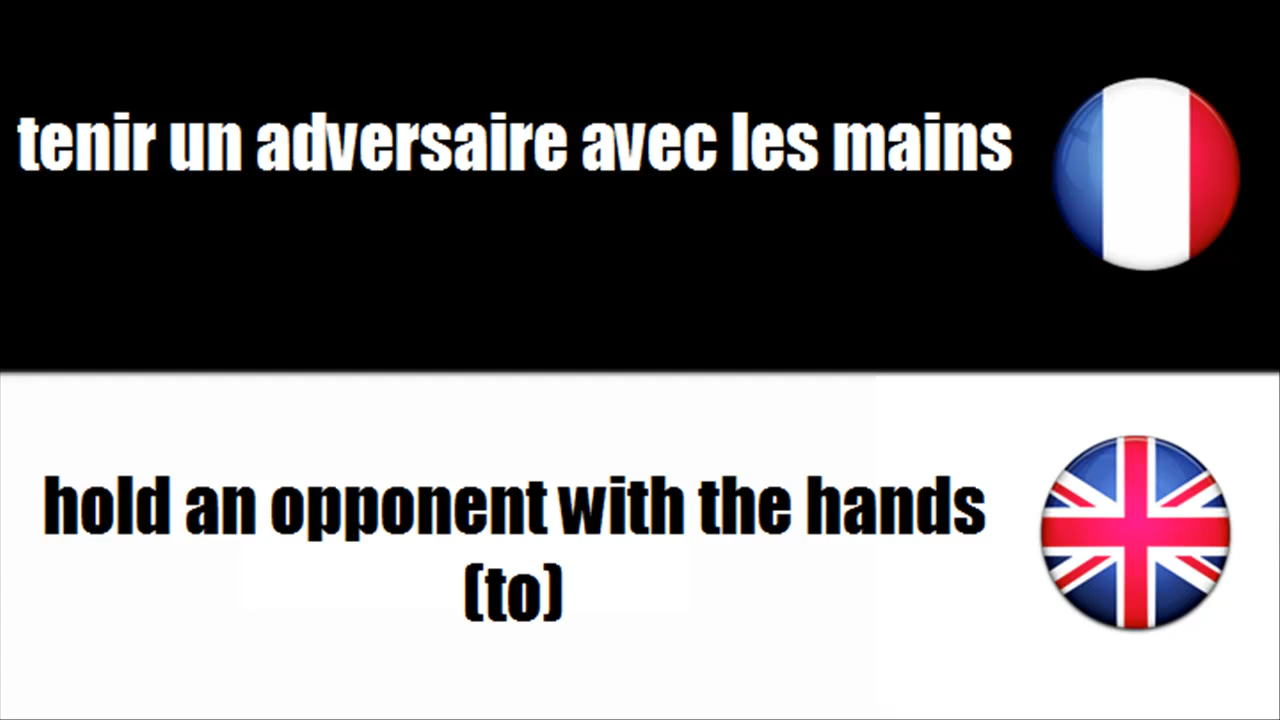 tenir un adversaire avec les mains
hold an opponent with the hands
(to)